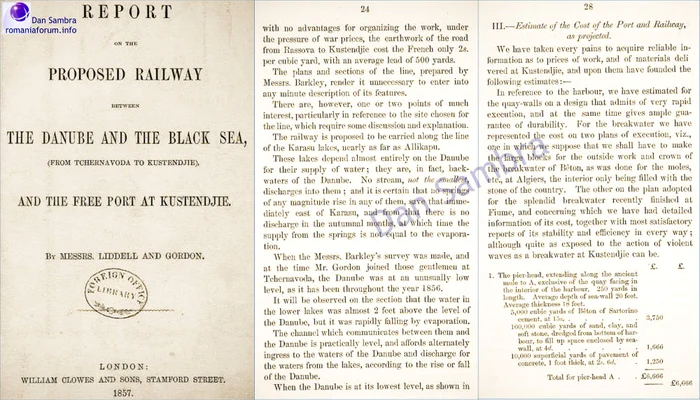 Dan Sambra
romaniaforum.info
REPORT
ON THE
PROPOSED RAILWAY
BETWEEN
THE DANUBE AND THE BLACK SEA,
(FROM TCHERNAVODA TO KUSTENDJIE),
AND THE FREE PORT AT KUSTENDJIE.
BY MESSRS. LIDDELL AND GORDON.
FOREIGN OFFICE
LIBRARY
LONDON:
WILLIAM CLOWES AND SONS, STAMFORD STREET.
1857.
24
with no advantages for organizing the work, under
the pressure of war prices, the earthwork of the road
from Rassova to Kustendjie cost the French only 2s.
per cubic yard, with an average lead of 500 yards.
The plans and sections of the line, prepared by
Messrs. Barkley, render it unnecessary to enter into
any minute description of its features.
There are, however, one or two points of much
interest, particularly in reference to the site chosen for
the line, which require some discussion and explanation.
The railway is proposed to be carried along the line
of the Karasu lakes, nearly as far as Allikapu.
These lakes depend almost entirely on the Danube
for their supply of water; they are, in fact, back-
waters of the Danube. No stream, not the smallest,
discharges into them; and it is certain that no springs
of any magnitude rise in any of them, save that imme-
diately east of Karasu, namely, there is no
discharge in the autumnal months, at which time the
supply from the springs is not equal to the evapora-
tion.
When the Messrs. Barkley's survey was made, and
at the time Mr. Gordon joined those gentlemen at
Tchernavoda, the Danube was at an unusually low
level, as it has been throughout the year 1856.
It will be observed on this section that the water in
the lower lakes was almost 2 feet above the level of
the Danube, but it was rapidly falling by evaporation.
The channel which communicates between them and
the Danube is practically level, and affords alternately
ingress to the waters of the Danube and discharge for
the waters from the lakes, according to the rise or fall
of the Danube.
When the Danube is at its lowest level, as shown in
Dan Sambra
28
III.—Estimate of the Cost of the Port and Railway,
as projected.
We have taken every pains to acquire reliable in-
formation as to prices of work, and of materials deli
vered at Kustendjie, and upon them have founded the
following estimates:—
In reference to the harbour, we have estimated for
the quay-walls on a design that admits of very rapid
execution, and at the same time gives ample gua-
rantee of durability. For the breakwater we have
represented the cost on two plans of execution, viz.,
one in which we suppose that we shall have to make
the large blocks for the outside work and crown of
the breakwater of Béton, as was done for the moles,
etc., at Algiers, the interior only being filled with the
stone of the country. The other on the plan adopted
for the splendid breakwater recently finished at
Fiume, and concerning which we have had detailed
information of its cost, together with most satisfactory
reports of its stability and efficiency in every way;
although quite as exposed to the action of violent
waves as a breakwater at Kustendjie can be.
£. £.
1. The pier-head, extending along the ancient
mole to A, exclusive of the quay facing in
the interior of the harbour. 250 yards in
length. Average depth of sea-wall 20 feet.
Average thickness 18 feet.
5,000 cubic yards of Béton of Sartorino
cement, at 15s. 3,750
100,000 cubic yards of sand, clay, and
soft stone, dredged from bottom of har-
bour, to fill up space enclosed by sea-
wall, at 4d. 1,666
10,000 superficial yards of pavement of
concrete, 1 foot thick, at 2s. 6d. 1,250
Total for pier-head A £6,666
£6,666